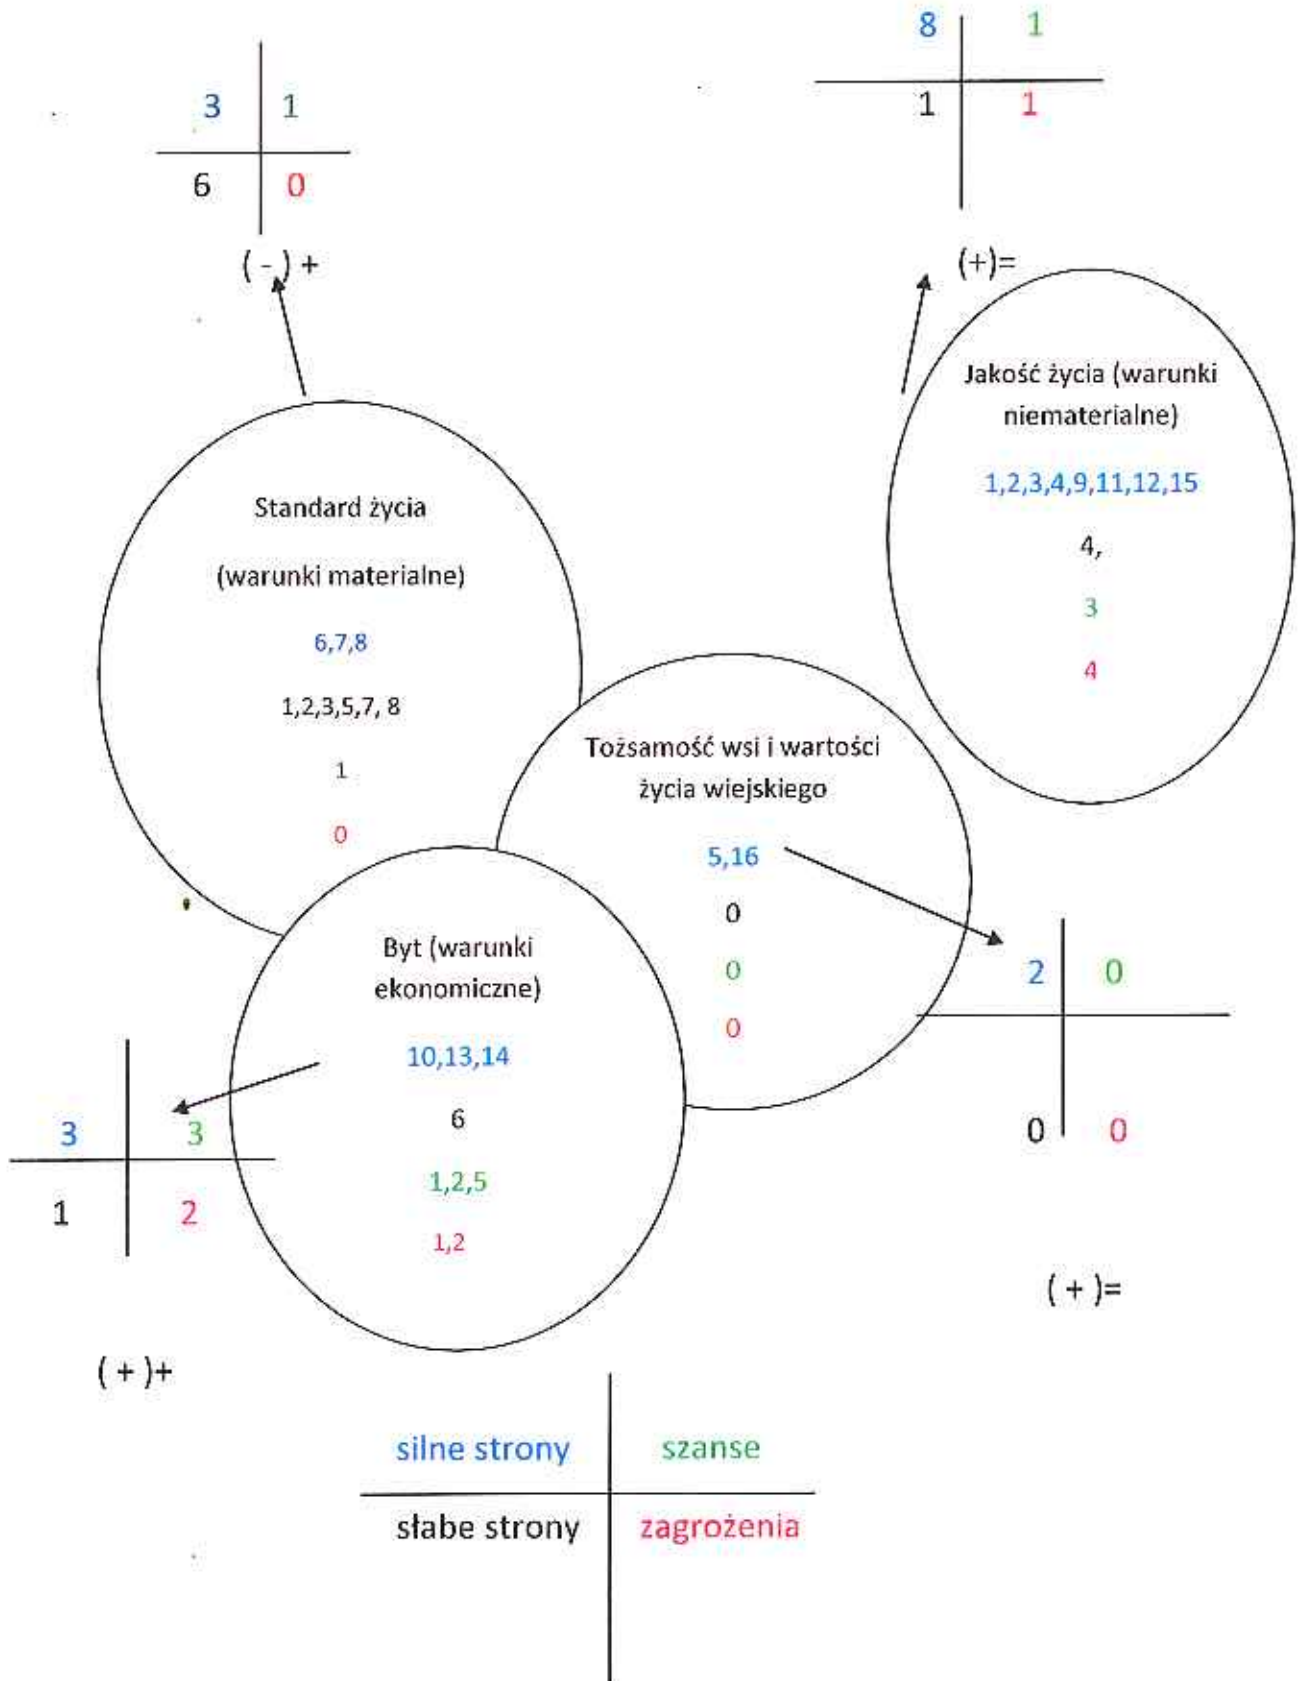 8 1
1 1
3 1
6 0
( - ) +
(+)=
Jakość życia (warunki
niematerialne)
1,2,3,4,9,11,12,15
4,
3
4
Standard życia
(warunki materialne)
6,7,8
1,2,3,5,7, 8
1
0
Tożsamość wsi i wartości
życia wiejskiego
5,16
0
0
0
2 0
0 0
( + )=
Byt (warunki
ekonomiczne)
10,13,14
6
1,2,5
1,2
3 3
1 2
( + )+
silne strony szanse
słabe strony zagrożenia